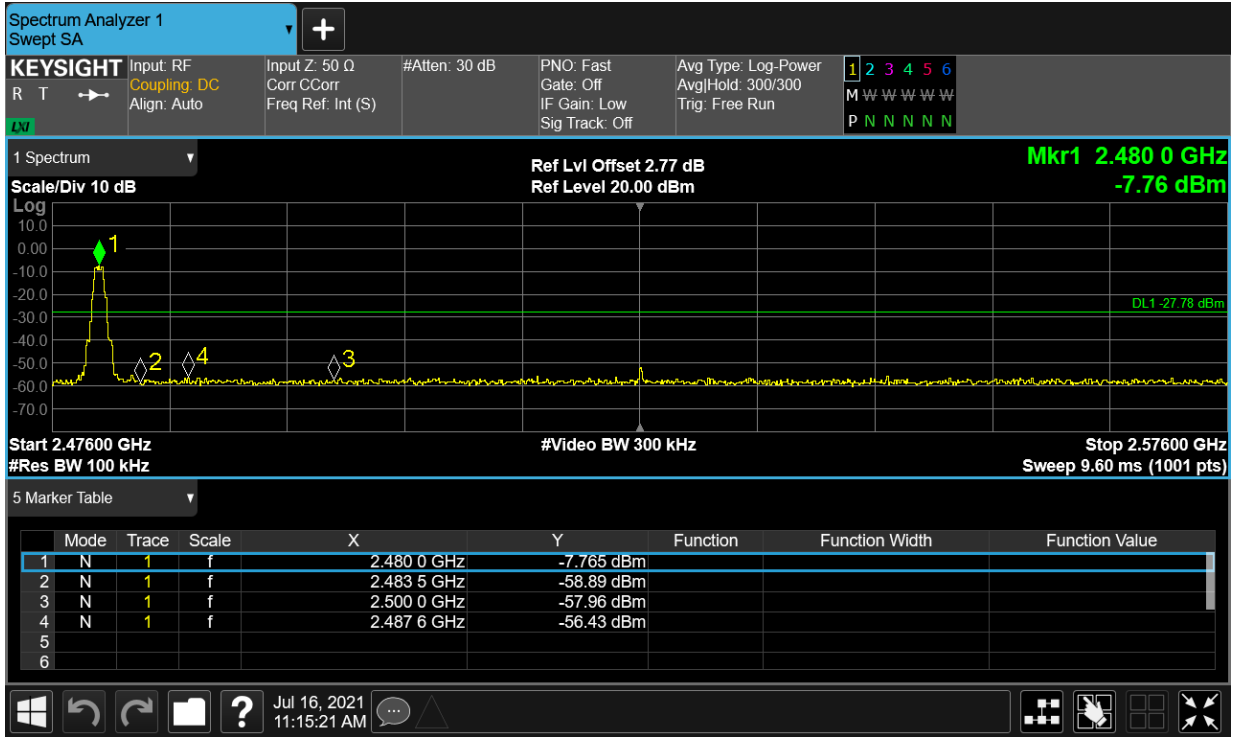 Spectrum Analyzer 1
Swept SA
+
KEYSIGHT
R T
LXI
Input: RF
Coupling: DC
Align: Auto
Input Z: 50 Ω
Corr CCorr
Freq Ref: Int (S)
#Atten: 30 dB
PNO: Fast
Gate: Off
IF Gain: Low
Sig Track: Off
Avg Type: Log-Power
Avg|Hold: 300/300
Trig: Free Run
1 2 3 4 5 6
M W W W W W
P N N N N N
1 Spectrum
Scale/Div 10 dB
Ref Lvl Offset 2.77 dB
Ref Level 20.00 dBm
Mkr1 2.480 0 GHz
-7.76 dBm
Log
10.0
0.00
-10.0
-20.0
-30.0
-40.0
-50.0
-60.0
-70.0
1
2
4
3
DL1 -27.78 dBm
Start 2.47600 GHz
#Res BW 100 kHz
#Video BW 300 kHz
Stop 2.57600 GHz
Sweep 9.60 ms (1001 pts)
5 Marker Table
Mode Trace Scale X Y Function Function Width Function Value
1 N 1 f 2.480 0 GHz -7.765 dBm
2 N 1 f 2.483 5 GHz -58.89 dBm
3 N 1 f 2.500 0 GHz -57.96 dBm
4 N 1 f 2.487 6 GHz -56.43 dBm
5
6
?
Jul 16, 2021
11:15:21 AM